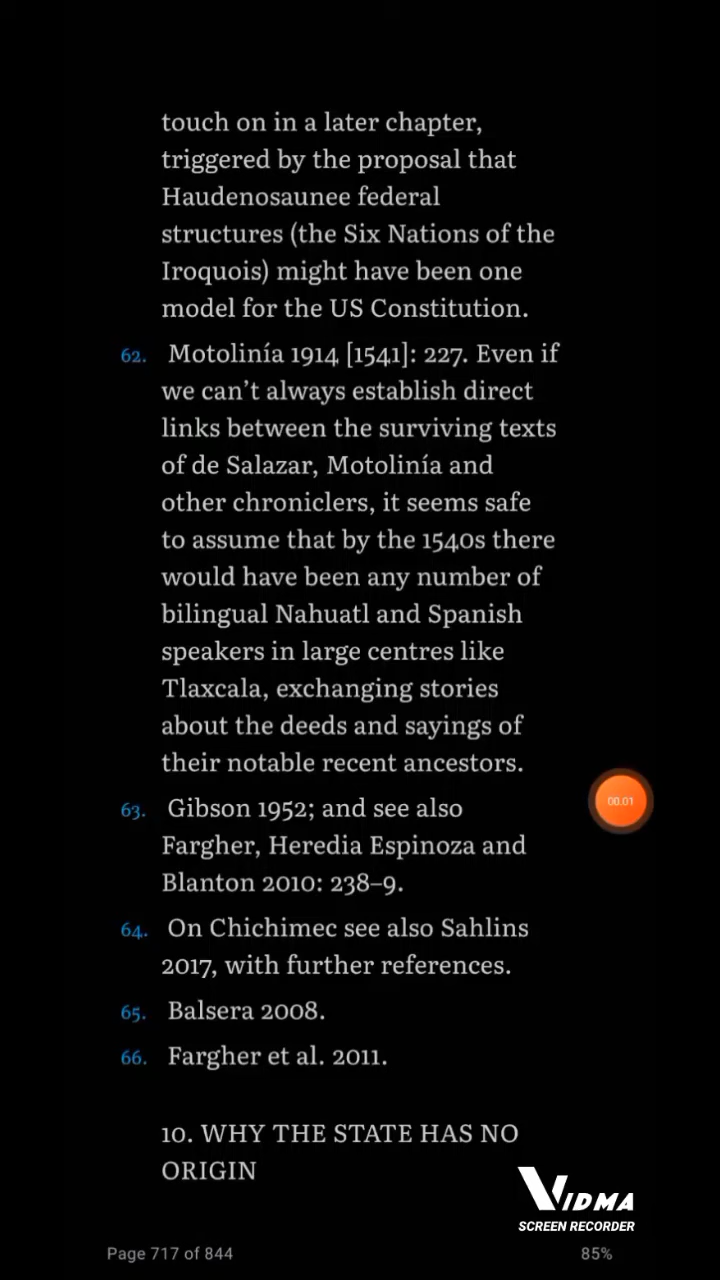 touch on in a later chapter,
triggered by the proposal that
Haudenosaunee federal
structures (the Six Nations of the
Iroquois) might have been one
model for the US Constitution.
62. Motolinía 1914 [1541]: 227. Even if
we can’t always establish direct
links between the surviving texts
of de Salazar, Motolinía and
other chroniclers, it seems safe
to assume that by the 1540s there
would have been any number of
bilingual Nahuatl and Spanish
speakers in large centres like
Tlaxcala, exchanging stories
about the deeds and sayings of
their notable recent ancestors.
63. Gibson 1952; and see also
Fargher, Heredia Espinoza and
Blanton 2010: 238–9.
64. On Chichimec see also Sahlins
2017, with further references.
65. Balsera 2008.
66. Fargher et al. 2011.
10. WHY THE STATE HAS NO
ORIGIN
00:01
VIDMA
SCREEN RECORDER
Page 717 of 844 85%